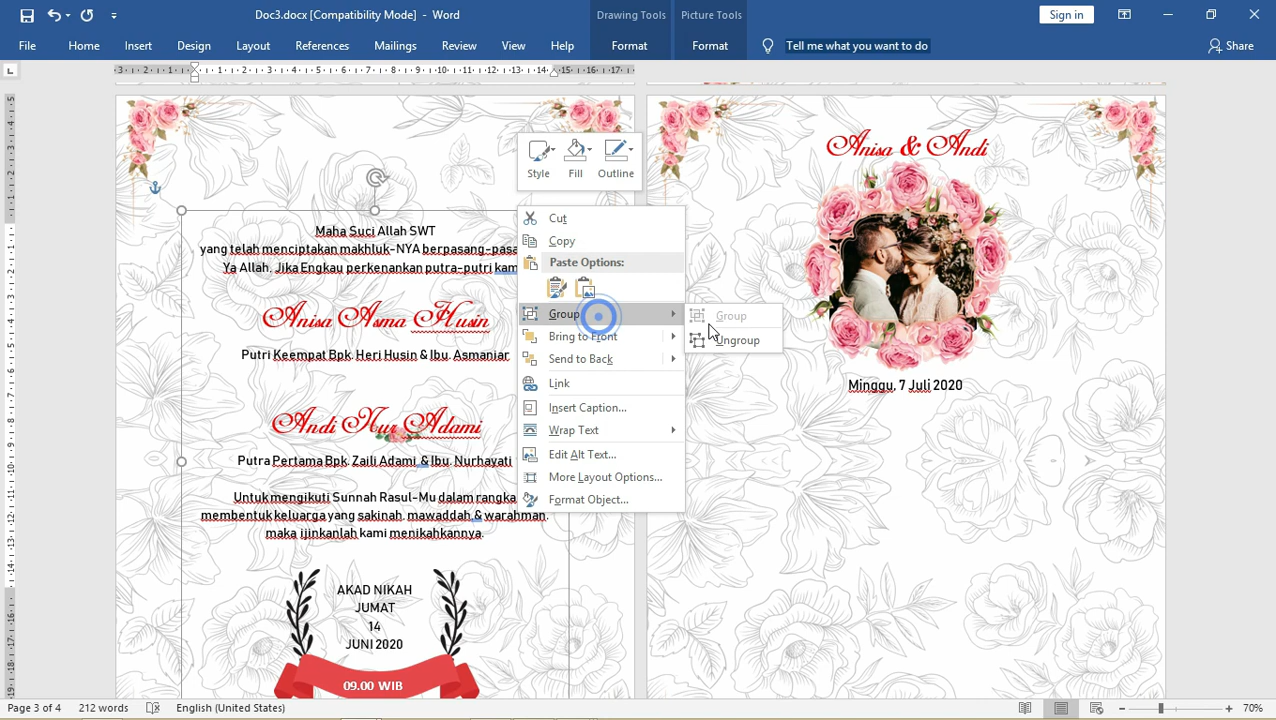 Doc3.docx [Compatibility Mode] - Word
Drawing Tools
Picture Tools
Sign in
File
Home
Insert
Design
Layout
References
Mailings
Review
View
Help
Format
Format
Tell me what you want to do
Share
Maha Suci Allah SWT
yang telah menciptakan makhluk-NYA berpasang-pasa
Ya Allah. Jika Engkau perkenankan putra-putri kam
Anisa Asma Husin
Putri Keempat Bpk. Heri Husin & Ibu. Asmaniar
Andi Nur Adami
Putra Pertama Bpk. Zaili Adami & Ibu. Nurhayati
Untuk mengikuti Sunnah Rasul-Mu dalam rangka
membentuk keluarga yang sakinah. mawaddah & warahman.
maka ijinkanlah kami menikahkannya.
AKAD NIKAH
JUMAT
14
JUNI 2020
09.00 WIB
Style
Fill
Outline
Cut
Copy
Paste Options:
Group
Bring to Front
Send to Back
Link
Insert Caption...
Wrap Text
Edit Alt Text...
More Layout Options...
Format Object...
Group
Ungroup
Anisa & Andi
Minggu, 7 Juli 2020
Page 3 of 4
212 words
English (United States)
70%